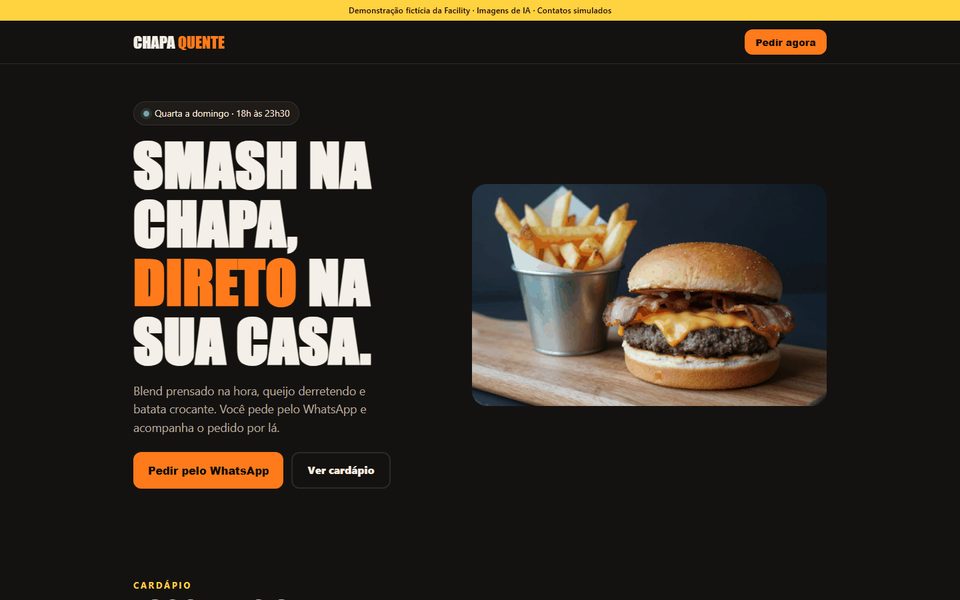 Demonstração fictícia da Facility · Imagens de IA · Contatos simulados
CHAPA QUENTE
Pedir agora
Quarta a domingo · 18h às 23h30
SMASH NA
CHAPA,
DIRETO NA
SUA CASA.
Blend prensado na hora, queijo derretendo e
batata crocante. Você pede pelo WhatsApp e
acompanha o pedido por lá.
Pedir pelo WhatsApp
Ver cardápio
CARDÁPIO